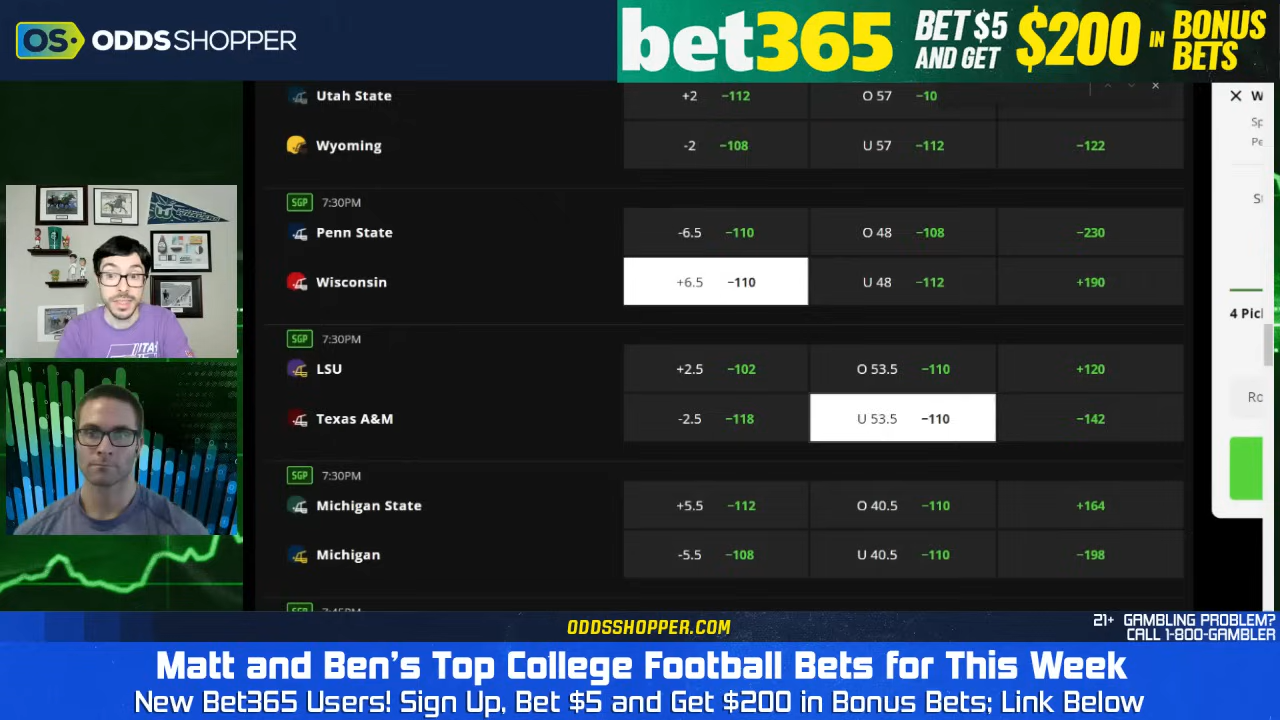 OS ODDSSHOPPER
bet365 BET $5 AND GET $200 IN BONUS BETS
Utah State +2 −112 O 57 −10
Wyoming -2 −108 U 57 −112 −122
SGP 7:30PM
Penn State -6.5 −110 O 48 −108 −230
Wisconsin +6.5 −110 U 48 −112 +190
SGP 7:30PM
LSU +2.5 −102 O 53.5 −110 +120
Texas A&M -2.5 −118 U 53.5 −110 −142
SGP 7:30PM
Michigan State +5.5 −112 O 40.5 −110 +164
Michigan -5.5 −108 U 40.5 −110 −198
W
Sp
Pe
4 Pic
Ro
ODDSSHOPPER.COM
21+ GAMBLING PROBLEM?
CALL 1-800-GAMBLER
Matt and Ben's Top College Football Bets for This Week
New Bet365 Users! Sign Up, Bet $5 and Get $200 in Bonus Bets; Link Below